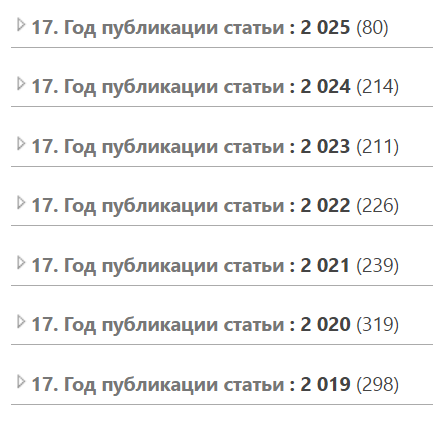 17. Год публикации статьи : 2 025 (80)
17. Год публикации статьи : 2 024 (214)
17. Год публикации статьи : 2 023 (211)
17. Год публикации статьи : 2 022 (226)
17. Год публикации статьи : 2 021 (239)
17. Год публикации статьи : 2 020 (319)
17. Год публикации статьи : 2 019 (298)